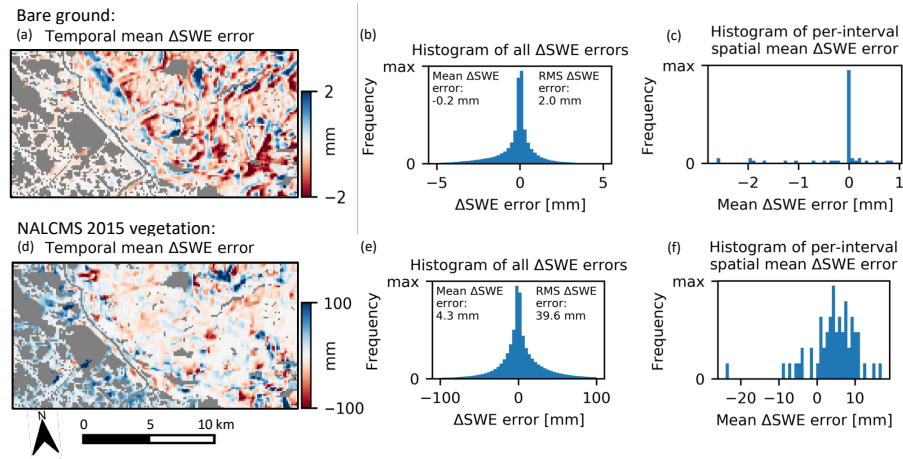 Bare ground:
(a) Temporal mean ΔSWE error
2
0
−2
mm
(b)
Histogram of all ΔSWE errors
max
0
Frequency
Mean ΔSWE
error:
-0.2 mm
RMS ΔSWE
error:
2.0 mm
−5 0 5
ΔSWE error [mm]
(c)
Histogram of per-interval
spatial mean ΔSWE error
max
0
Frequency
−2 −1 0 1
Mean ΔSWE error [mm]
NALCMS 2015 vegetation:
(d) Temporal mean ΔSWE error
100
mm
−100
N
0 5 10 km
(e)
Histogram of all ΔSWE errors
max
0
Frequency
Mean ΔSWE
error:
4.3 mm
RMS ΔSWE
error:
39.6 mm
−100 0 100
ΔSWE error [mm]
(f)
Histogram of per-interval
spatial mean ΔSWE error
max
0
Frequency
−20 −10 0 10
Mean ΔSWE error [mm]